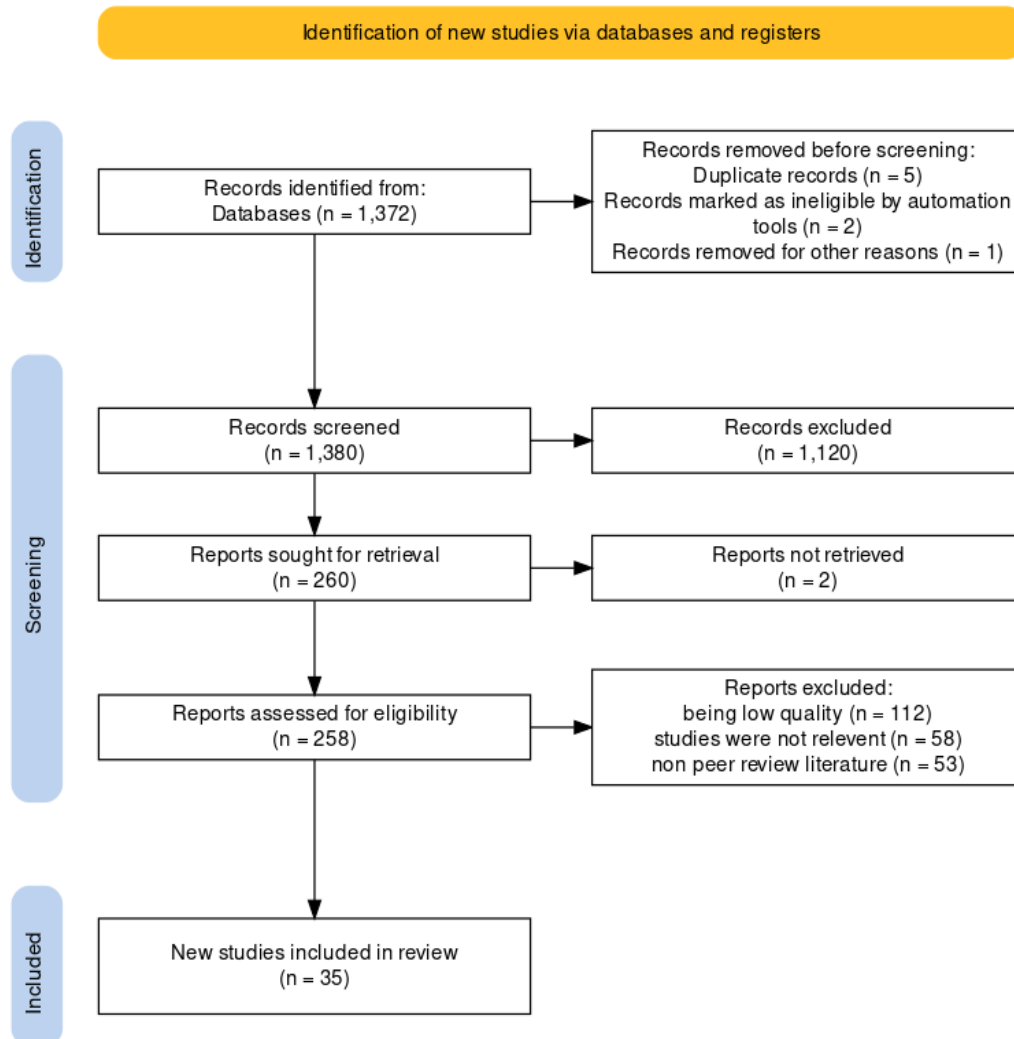 Identification of new studies via databases and registers
Identification
Records identified from:
Databases (n = 1,372)
Records removed before screening:
Duplicate records (n = 5)
Records marked as ineligible by automation
tools (n = 2)
Records removed for other reasons (n = 1)
Screening
Records screened
(n = 1,380)
Records excluded
(n = 1,120)
Reports sought for retrieval
(n = 260)
Reports not retrieved
(n = 2)
Reports assessed for eligibility
(n = 258)
Reports excluded:
being low quality (n = 112)
studies were not relevent (n = 58)
non peer review literature (n = 53)
Included
New studies included in review
(n = 35)